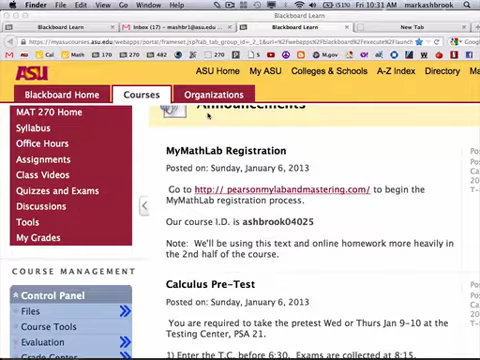 Finder File Edit View Go Window Help Fri 10:31 AM markashbrook
Blackboard Learn
Blackboard Learn Inbox (17) - mashbr1@asu.edu Blackboard Learn New Tab
ASU
ASU Home My ASU Colleges & Schools A-Z Index Directory
Blackboard Home Courses Organizations
MAT 270 Home
Syllabus
Office Hours
Assignments
Class Videos
Quizzes and Exams
Discussions
Tools
My Grades
COURSE MANAGEMENT
Control Panel
Files
Course Tools
Evaluation
Grade Center
Announcements
MyMathLab Registration
Posted on: Sunday, January 6, 2013
Go to http:// pearsonmylabandmastering.com/ to begin the
MyMathLab registration process.
Our course I.D. is ashbrook04025
Note: We'll be using this text and online homework more heavily in
the 2nd half of the course.
Calculus Pre-Test
Posted on: Sunday, January 6, 2013
You are required to take the pretest Wed or Thurs Jan 9-10 at the
Testing Center, PSA 21.
1) Enter the T.C. before 6:30. Exams are collected at 8:15.